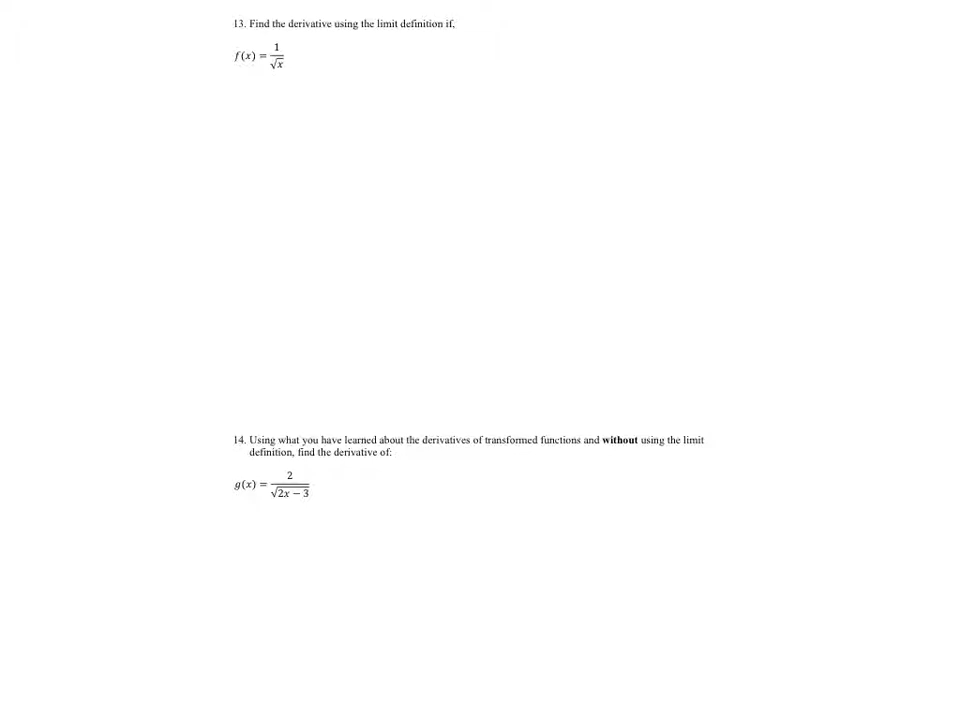 13. Find the derivative using the limit definition if,
f(x) = 1/√x
14. Using what you have learned about the derivatives of transformed functions and without using the limit
definition, find the derivative of:
g(x) = 2/√(2x − 3)